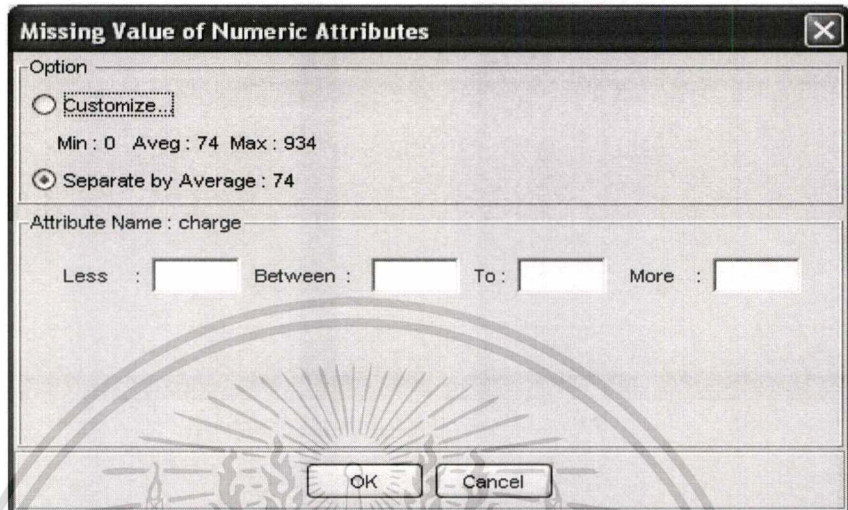 Missing Value of Numeric Attributes
Option
Customize...
Min : 0 Aveg : 74 Max : 934
Separate by Average : 74
Attribute Name : charge
Less : Between : To : More :
OK Cancel